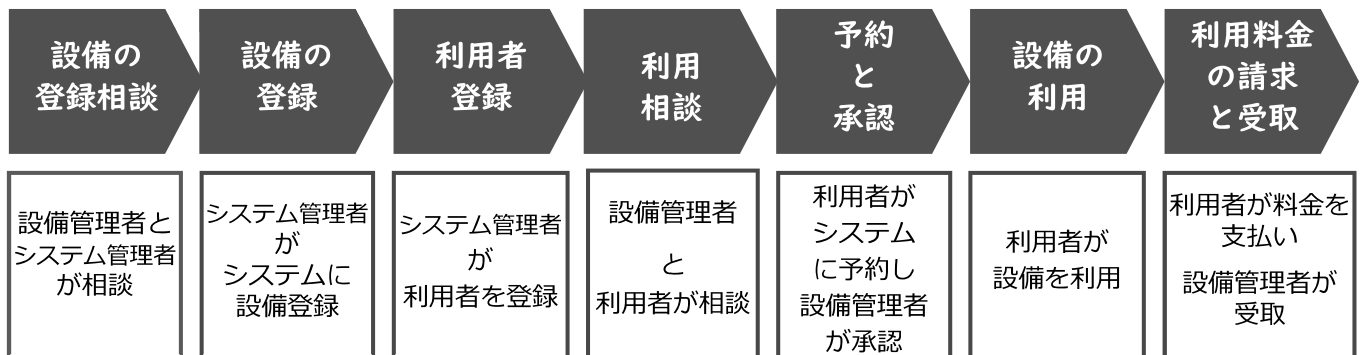 設備の
登録相談
設備の
登録
利用者
登録
利用
相談
予約
と
承認
設備の
利用
利用料金
の請求
と受取
設備管理者と
システム管理者
が相談
システム管理者
が
システムに
設備登録
システム管理者
が
利用者を登録
設備管理者
と
利用者が相談
利用者が
システム
に予約し
設備管理者
が承認
利用者が
設備を利用
利用者が料金を
支払い
設備管理者が
受取